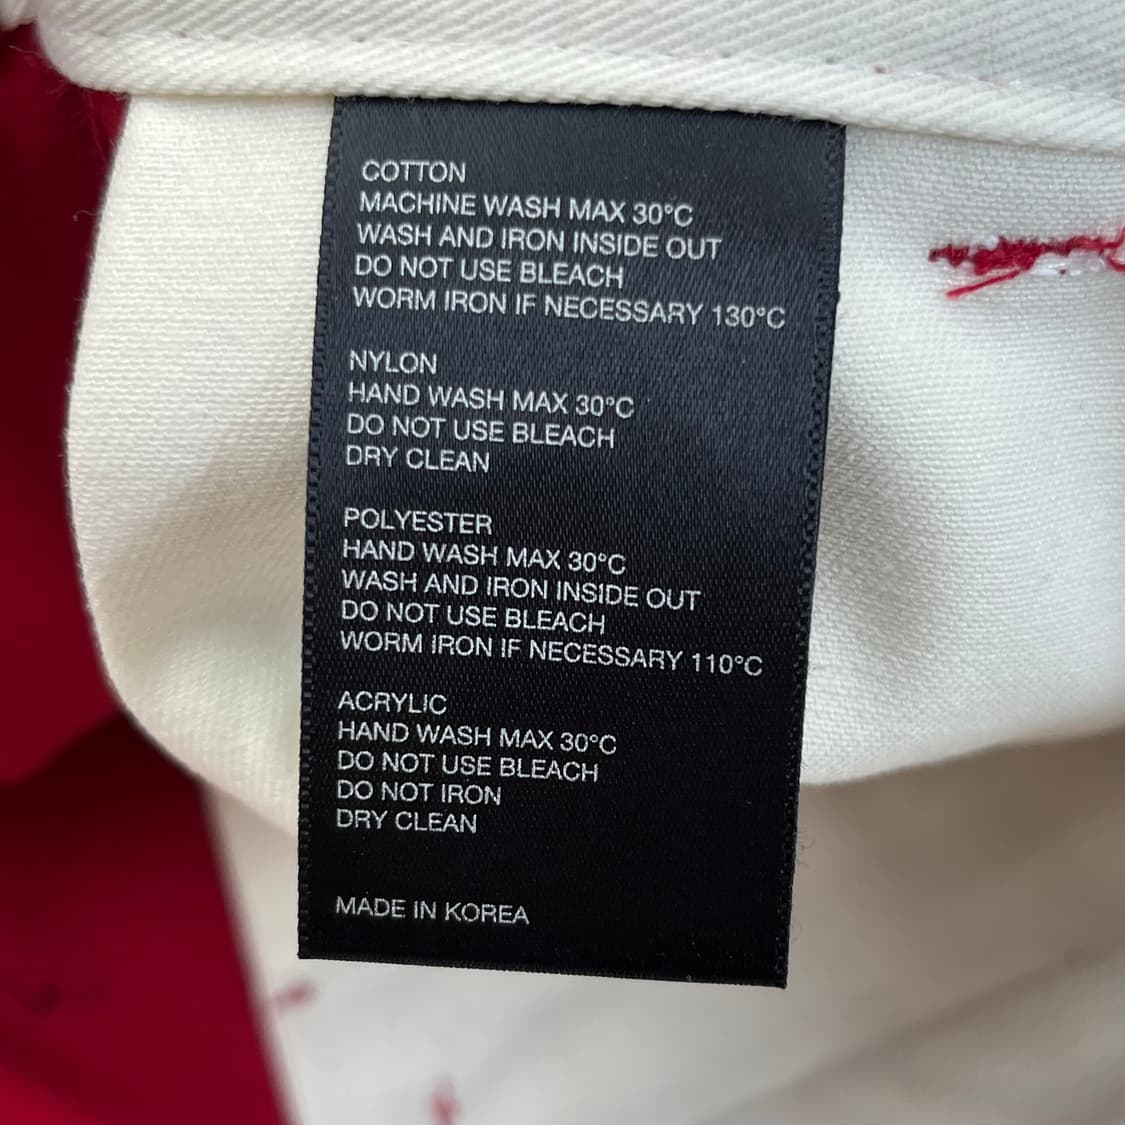 COTTON
MACHINE WASH MAX 30°C
WASH AND IRON INSIDE OUT
DO NOT USE BLEACH
WORM IRON IF NECESSARY 130°C
NYLON
HAND WASH MAX 30°C
DO NOT USE BLEACH
DRY CLEAN
POLYESTER
HAND WASH MAX 30°C
WASH AND IRON INSIDE OUT
DO NOT USE BLEACH
WORM IRON IF NECESSARY 110°C
ACRYLIC
HAND WASH MAX 30°C
DO NOT USE BLEACH
DO NOT IRON
DRY CLEAN
MADE IN KOREA